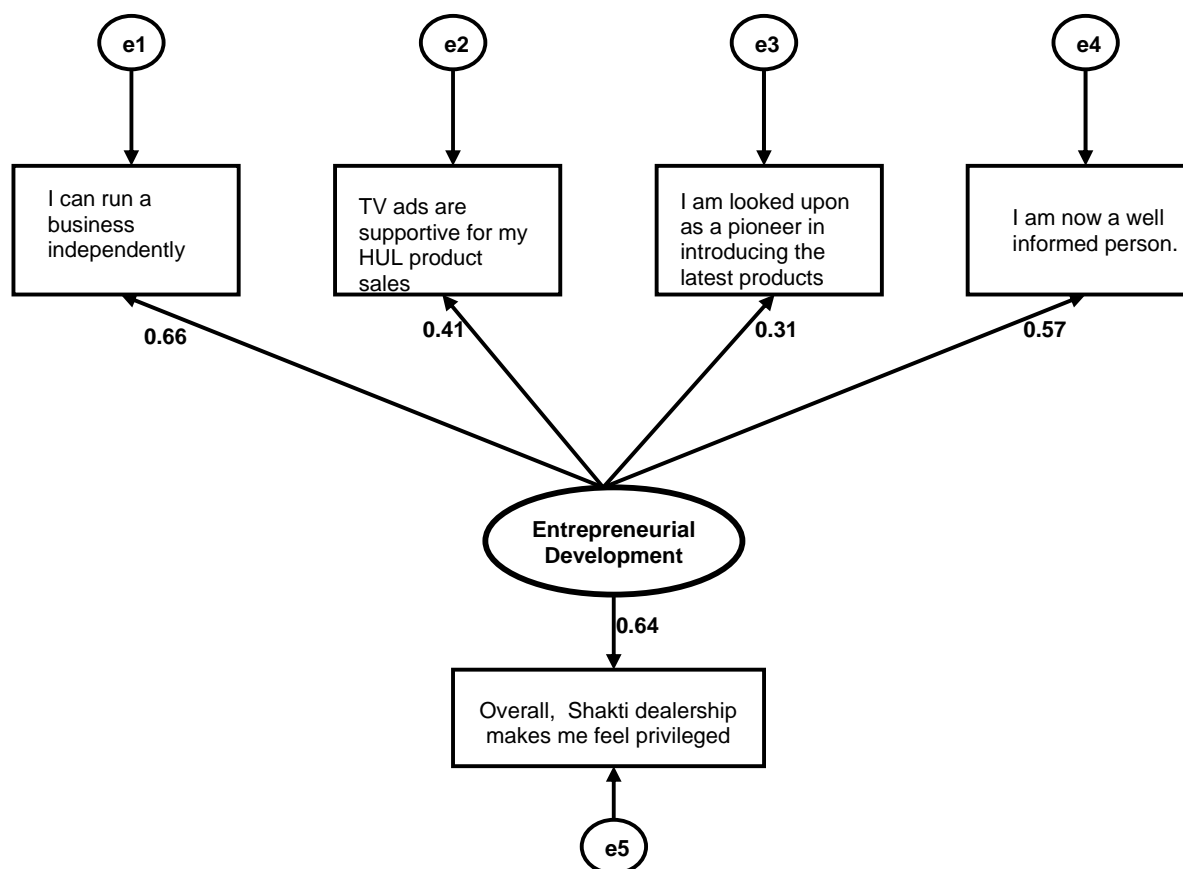 e1
e2
e3
e4
I can run a
business
independently
TV ads are
supportive for my
HUL product
sales
I am looked upon
as a pioneer in
introducing the
latest products
I am now a well
informed person.
0.66
0.41
0.31
0.57
Entrepreneurial
Development
0.64
Overall, Shakti dealership
makes me feel privileged
e5